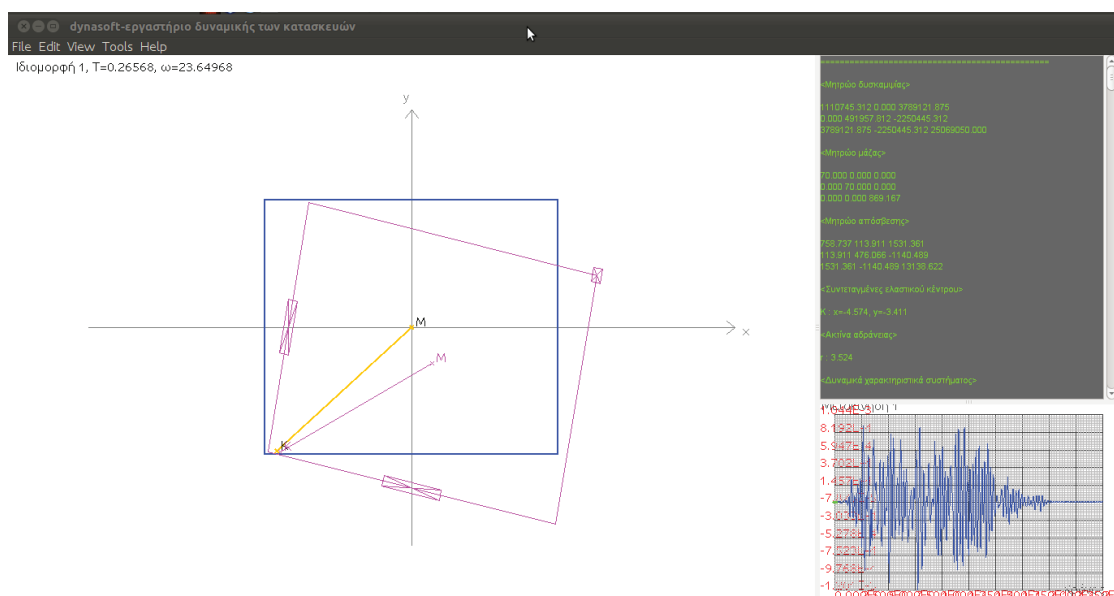 dynasoft-εργαστήριο δυναμικής των κατασκευών
File Edit View Tools Help
Ιδιομορφή 1, T=0.26568, ω=23.64968
y
M
x
M
K
==============================================
<Μητρώο δυσκαμψίας>
1110745.312 0.000 3789121.875
0.000 491957.812 -2250445.312
3789121.875 -2250445.312 25069050.000
<Μητρώο μάζας>
70.000 0.000 0.000
0.000 70.000 0.000
0.000 0.000 869.167
<Μητρώο απόσβεσης>
758.737 113.911 1531.361
113.911 476.066 -1140.489
1531.361 -1140.489 13138.622
<Συντεταγμένες ελαστικού κέντρου>
K : x=-4.574, y=-3.411
<Ακτίνα αδράνειας>
r : 3.524
<Δυναμικά χαρακτηριστικά συστήματος>